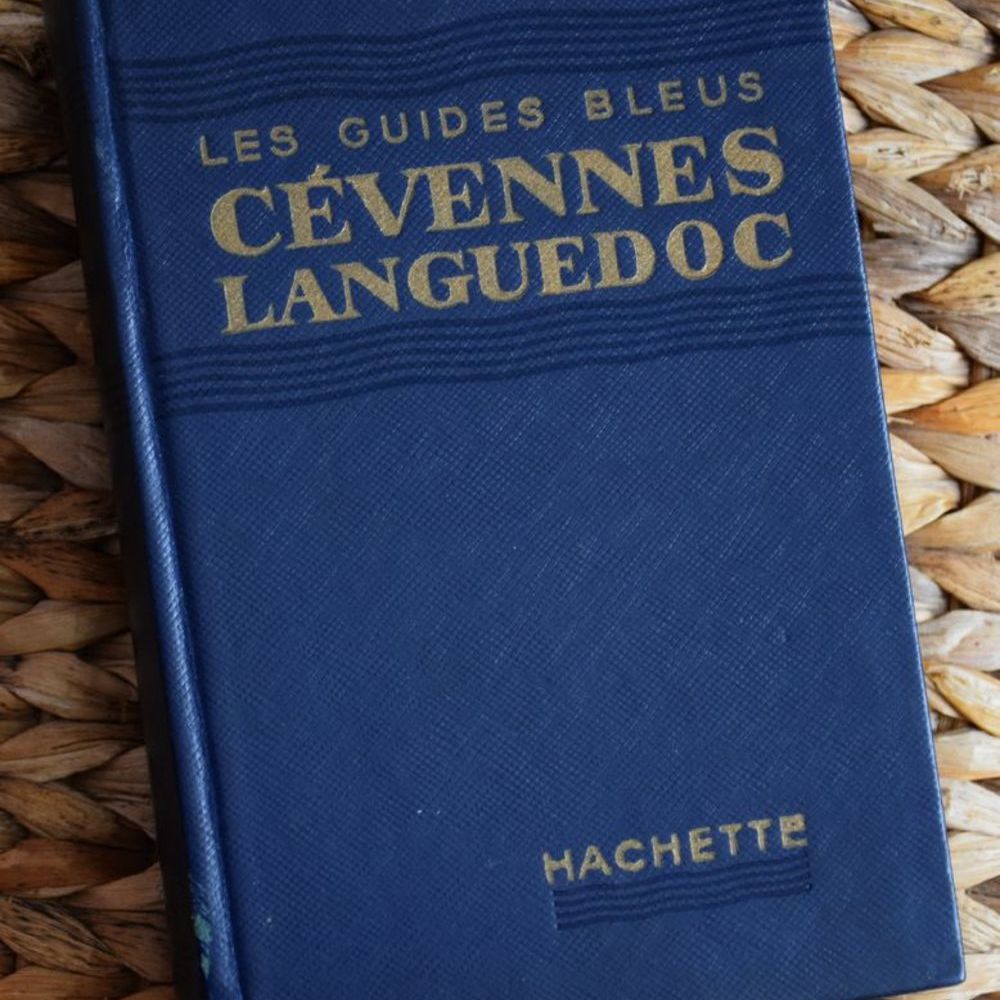 LES GUIDES BLEUS
CÉVENNES
LANGUEDOC
HACHETTE